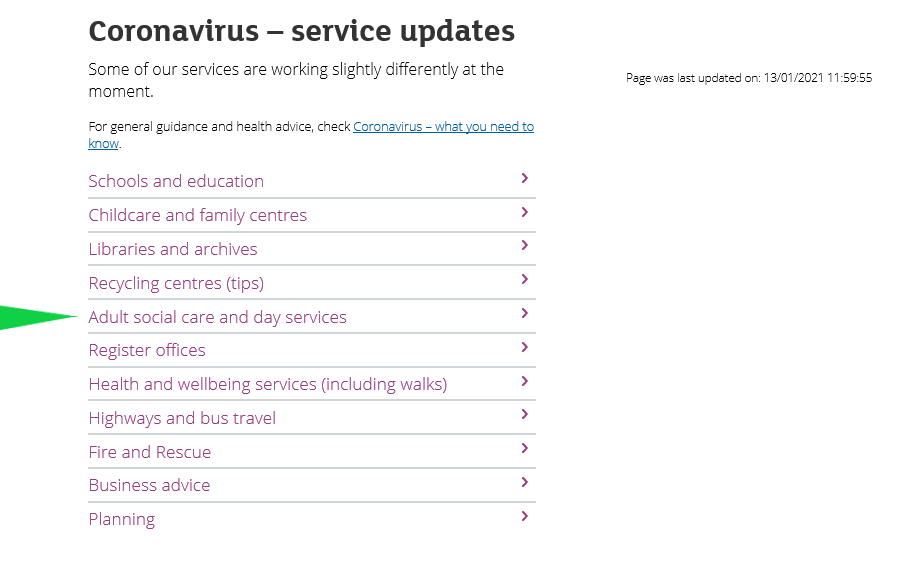 Coronavirus – service updates
Some of our services are working slightly differently at the
moment.
Page was last updated on: 13/01/2021 11:59:55
For general guidance and health advice, check Coronavirus – what you need to
know.
Schools and education
Childcare and family centres
Libraries and archives
Recycling centres (tips)
Adult social care and day services
Register offices
Health and wellbeing services (including walks)
Highways and bus travel
Fire and Rescue
Business advice
Planning